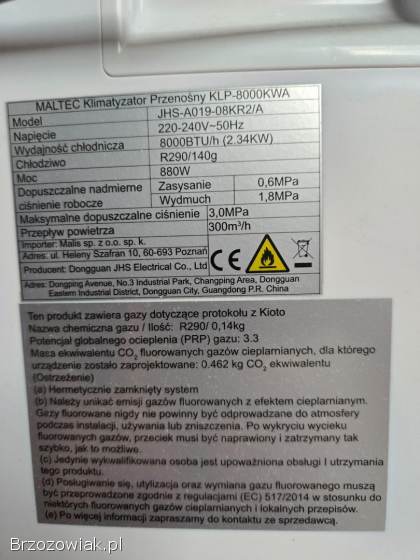 MALTEC Klimatyzator Przenośny KLP-8000KWA
Model JHS-A019-08KR2/A
Napięcie 220-240V~50Hz
Wydajność chłodnicza 8000BTU/h (2.34KW)
Chłodziwo R290/140g
Moc 880W
Dopuszczalne nadmierne ciśnienie robocze Zasysanie 0,6MPa
Wydmuch 1,8MPa
Maksymalne dopuszczalne ciśnienie 3,0MPa
Przepływ powietrza 300m³/h
Importer: Malis sp. z o.o. sp. k.
Adres: ul. Heleny Szafran 10, 60-693 Poznań
Producent: Dongguan JHS Electrical Co., Ltd
Adres: Dongping Avenue, No.3 Industrial Park, Changping Area, Dongguan
Eastern Industrial District, Dongguan City, Guangdong P.R. China
CE
Ten produkt zawiera gazy dotyczące protokołu z Kioto
Nazwa chemiczna gazu / Ilość: R290/ 0,14kg
Potencjał globalnego ocieplenia (PRP) gazu: 3.3
Masa ekwiwalentu CO₂ fluorowanych gazów cieplarnianych, dla którego
urządzenie zostało zaprojektowane: 0.462 kg CO₂ ekwiwalentu
(Ostrzeżenie)
(a) Hermetycznie zamknięty system
(b) Należy unikać emisji gazów fluorowanych z efektem cieplarnianym.
Gazy fluorowane nigdy nie powinny być odprowadzane do atmosfery
podczas instalacji, używania lub zniszczenia. Po wykryciu wycieku
fluorowanych gazów, przeciek musi być naprawiony i zatrzymany tak
szybko, jak to możliwe.
(c) Jedynie wykwalifikowana osoba jest upoważniona obsługi I utrzymania
tego produktu.
(d) Posługiwanie się, utylizacja oraz wymiana gazu fluorowanego muszą
być przeprowadzone zgodnie z regulacjami (EC) 517/2014 w stosunku do
niektórych fluorowanych gazów cieplarnianych i lokalnych przepisów.
(e) Po więcej informacji zapraszamy do kontaktu ze sprzedawcą.
Brzozowiak.pl